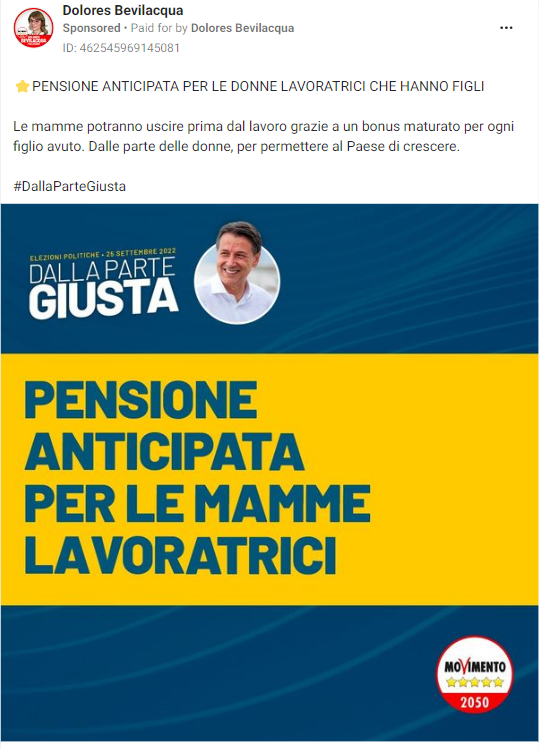 Dolores Bevilacqua
Sponsored • Paid for by Dolores Bevilacqua
ID: 462545969145081
⭐PENSIONE ANTICIPATA PER LE DONNE LAVORATRICI CHE HANNO FIGLI
Le mamme potranno uscire prima dal lavoro grazie a un bonus maturato per ogni
figlio avuto. Dalle parte delle donne, per permettere al Paese di crescere.
#DallaParteGiusta
ELEZIONI POLITICHE • 25 SETTEMBRE 2022
DALLA PARTE
GIUSTA
PENSIONE
ANTICIPATA
PER LE MAMME
LAVORATRICI
MOVIMENTO
2050